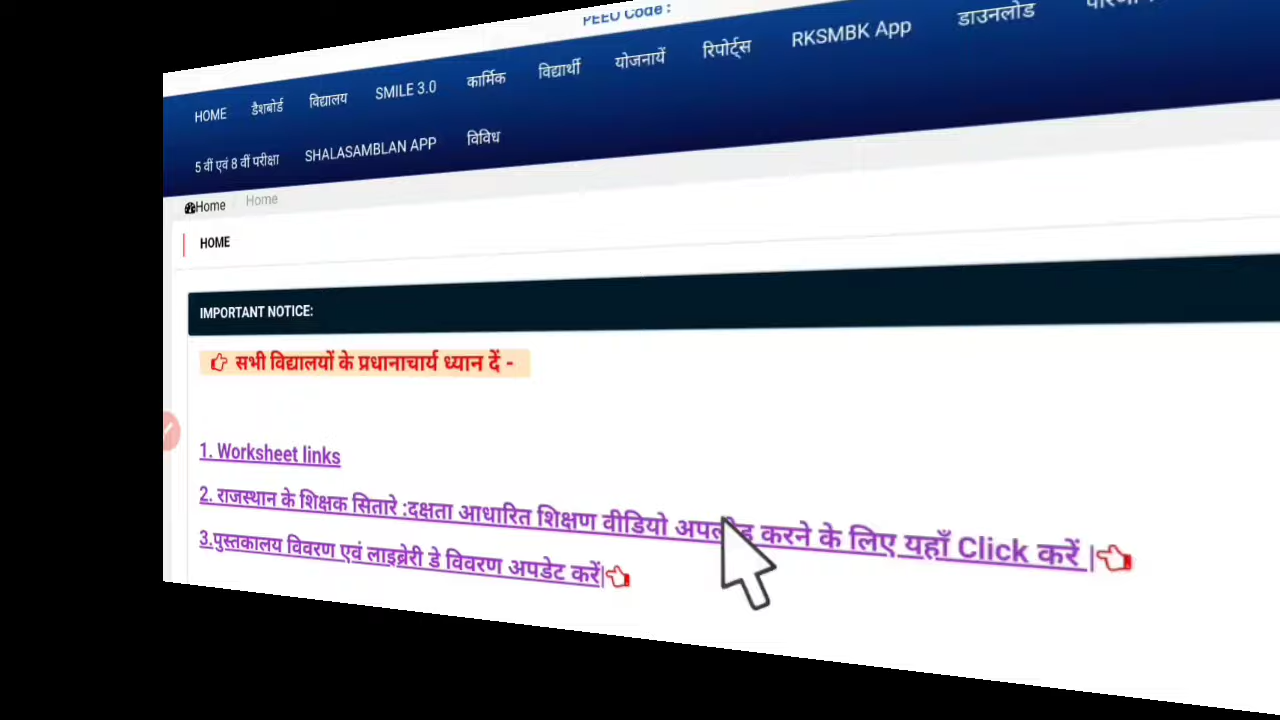 PEEO Code :
HOME डैशबोर्ड विद्यालय SMILE 3.0 कार्मिक विद्यार्थी योजनायें रिपोर्ट्स RKSMBK App डाउनलोड
5 वीं एवं 8 वीं परीक्षा SHALASAMBLAN APP विविध
Home Home
HOME
IMPORTANT NOTICE:
सभी विद्यालयों के प्रधानाचार्य ध्यान दें -
1. Worksheet links
2. राजस्थान के शिक्षक सितारे :दक्षता आधारित शिक्षण वीडियो अपलोड करने के लिए यहाँ Click करें |
3.पुस्तकालय विवरण एवं लाइब्रेरी डे विवरण अपडेट करें|